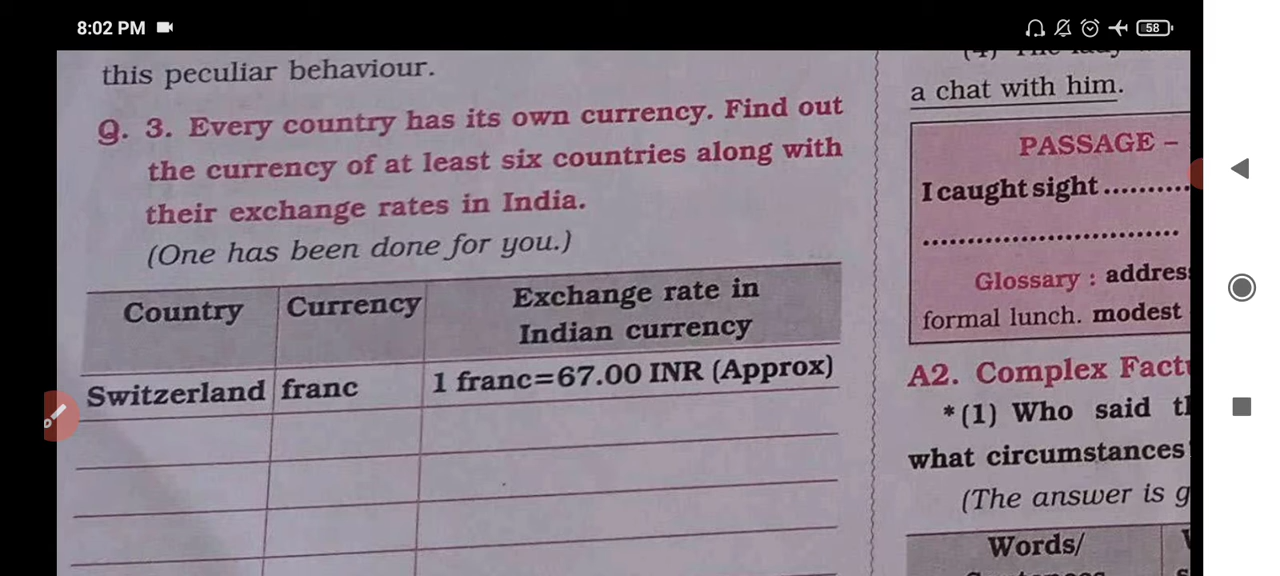 8:02 PM
58
this peculiar behaviour.
Q. 3. Every country has its own currency. Find out
the currency of at least six countries along with
their exchange rates in India.
(One has been done for you.)
Country Currency Exchange rate in
Indian currency
Switzerland franc 1 franc=67.00 INR (Approx)
a chat with him.
PASSAGE –
I caught sight...........
..............................
Glossary : address
formal lunch. modest
A2. Complex Fact
*(1) Who said th
what circumstances
(The answer is g
Words/